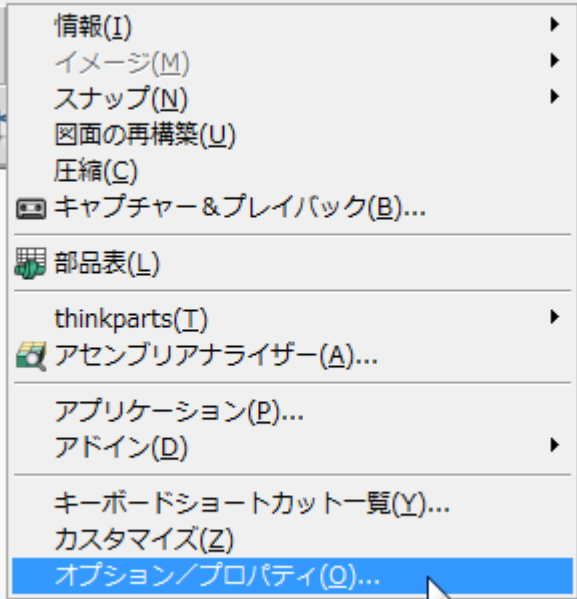 情報(I)
イメージ(M)
スナップ(N)
図面の再構築(U)
圧縮(C)
キャプチャー＆プレイバック(B)...
部品表(L)
thinkparts(T)
アセンブリアナライザー(A)...
アプリケーション(P)...
アドイン(D)
キーボードショートカット一覧(Y)...
カスタマイズ(Z)
オプション／プロパティ(O)...